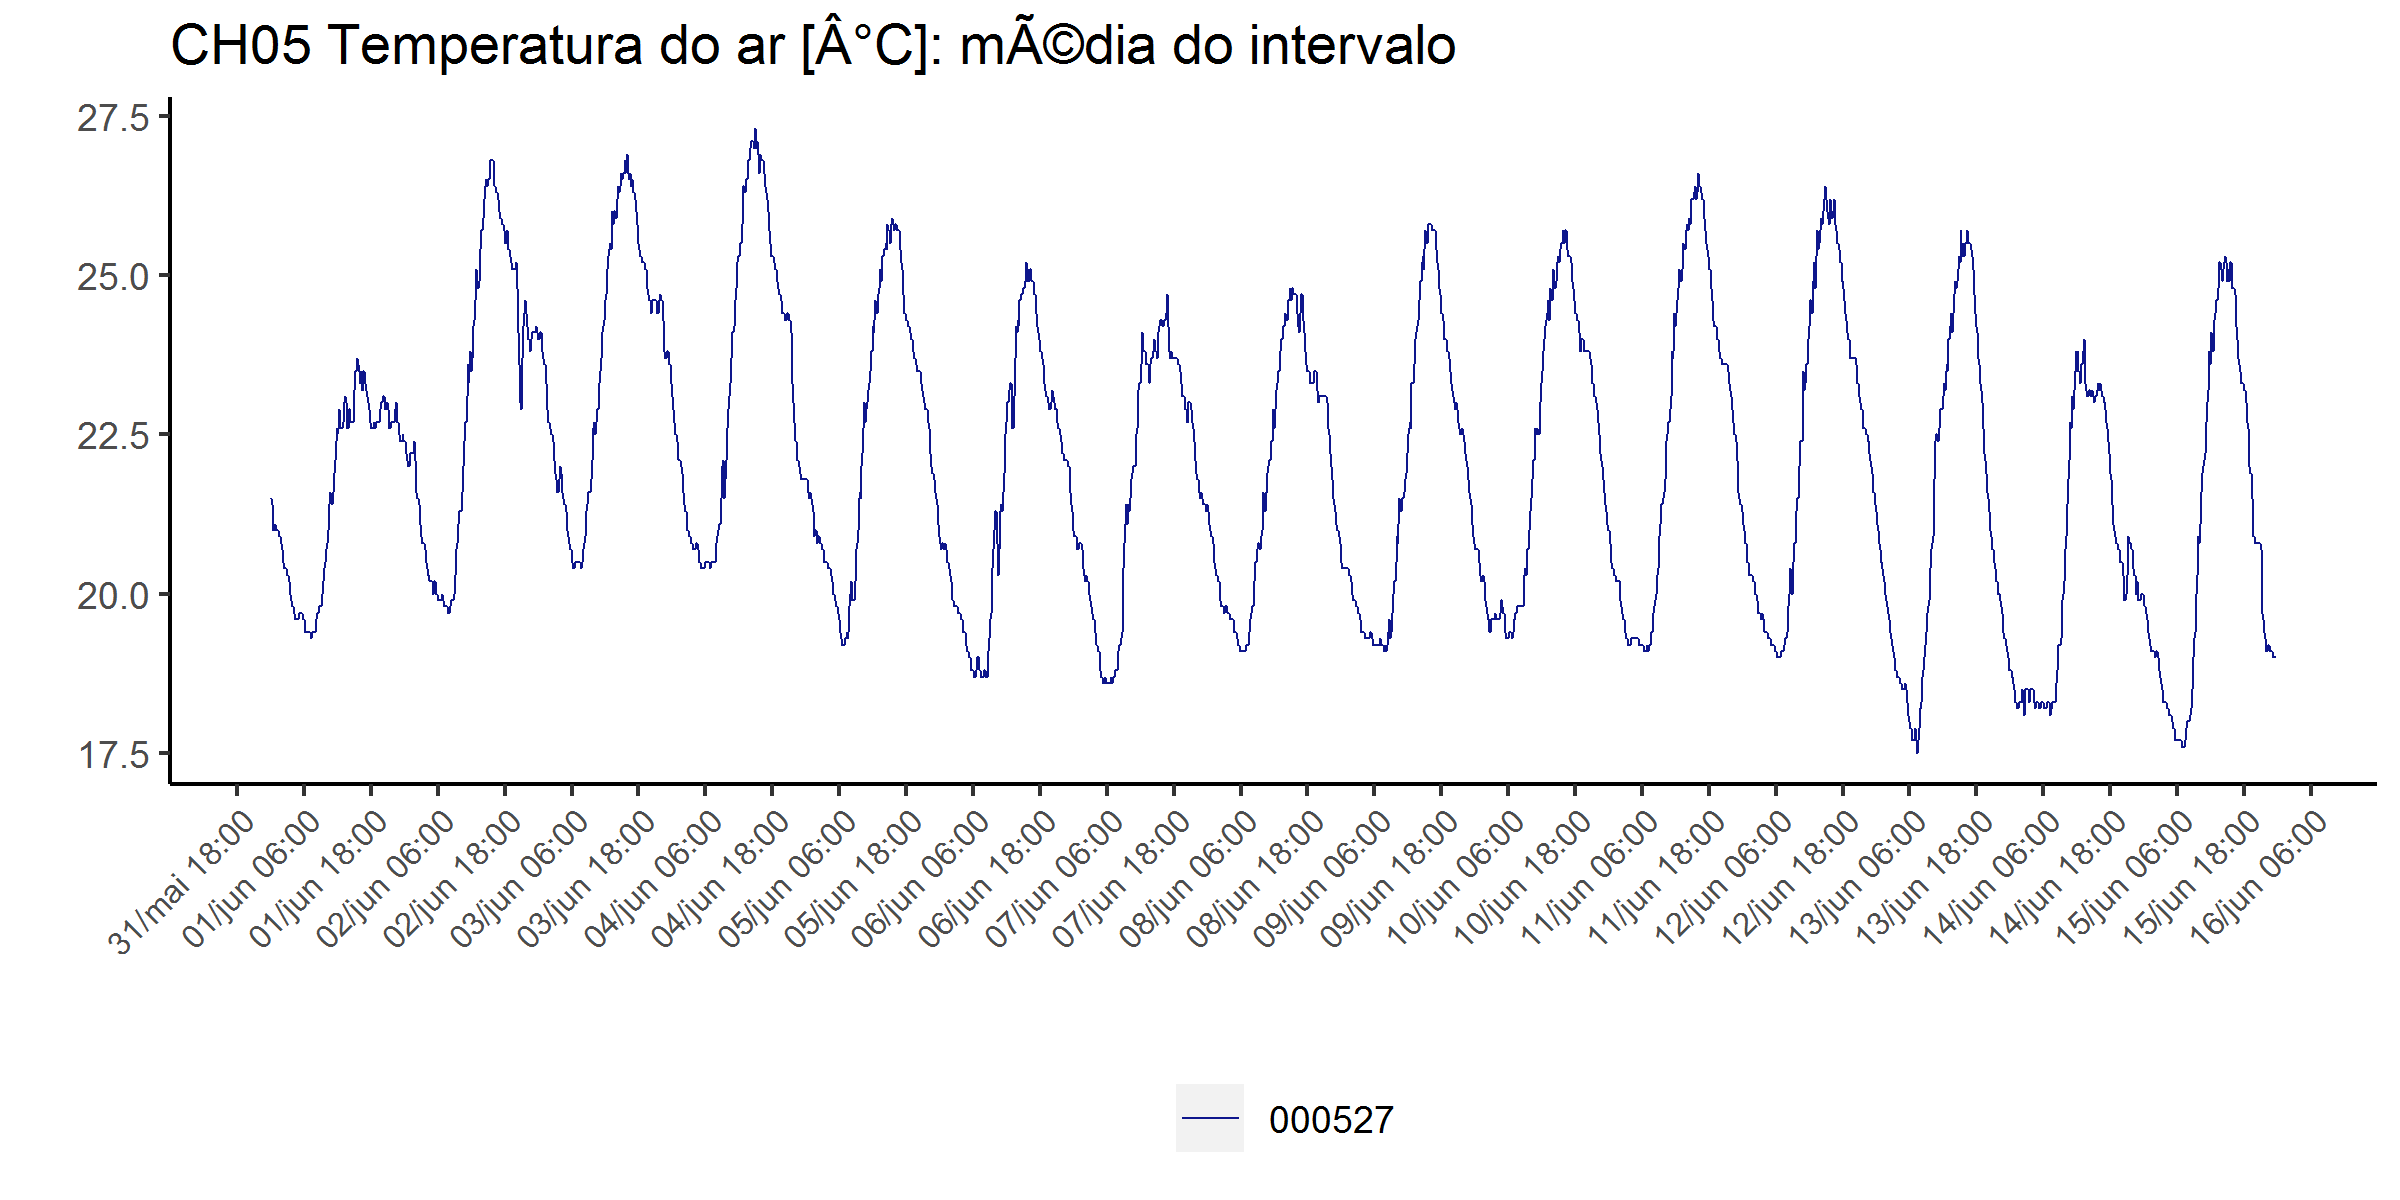 CH05 Temperatura do ar [Â°C]: mÃ©dia do intervalo
27.5
25.0
22.5
20.0
17.5
31/mai 18:00
01/jun 06:00
01/jun 18:00
02/jun 06:00
02/jun 18:00
03/jun 06:00
03/jun 18:00
04/jun 06:00
04/jun 18:00
05/jun 06:00
05/jun 18:00
06/jun 06:00
06/jun 18:00
07/jun 06:00
07/jun 18:00
08/jun 06:00
08/jun 18:00
09/jun 06:00
09/jun 18:00
10/jun 06:00
10/jun 18:00
11/jun 06:00
11/jun 18:00
12/jun 06:00
12/jun 18:00
13/jun 06:00
13/jun 18:00
14/jun 06:00
14/jun 18:00
15/jun 06:00
15/jun 18:00
16/jun 06:00
000527